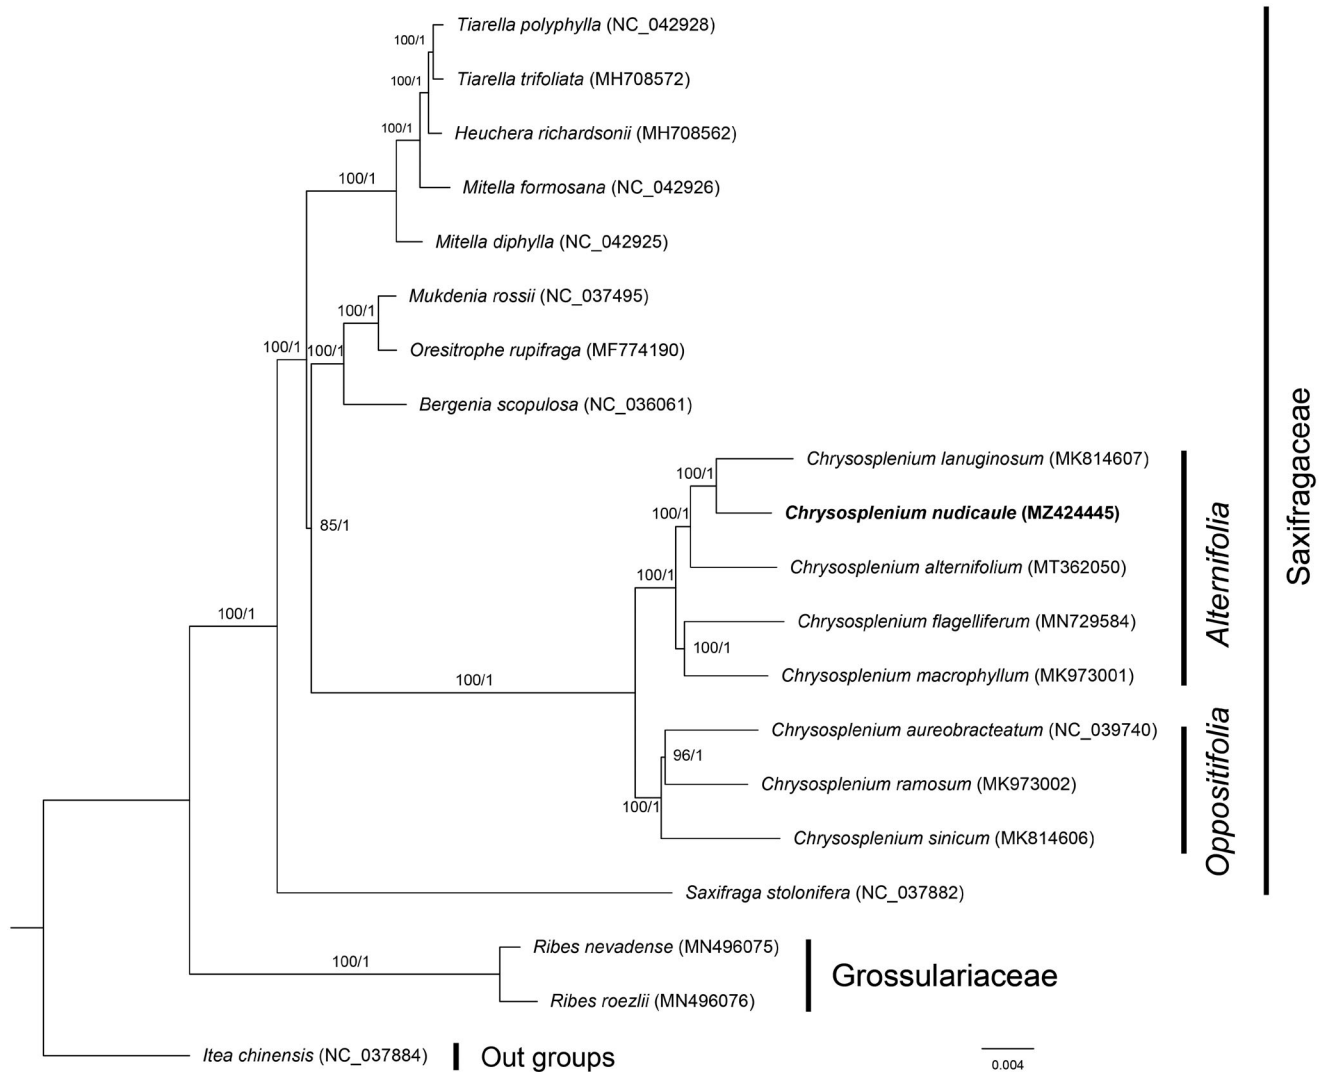 Tiarella polyphylla (NC_042928)
100/1
Tiarella trifoliata (MH708572)
100/1
Heuchera richardsonii (MH708562)
100/1
Mitella formosana (NC_042926)
100/1
Mitella diphylla (NC_042925)
Mukdenia rossii (NC_037495)
100/1
Oresitrophe rupifraga (MF774190)
100/1
100/1
Bergenia scopulosa (NC_036061)
Chrysosplenium lanuginosum (MK814607)
100/1
Chrysosplenium nudicaule (MZ424445)
100/1
85/1
Chrysosplenium alternifolium (MT362050)
100/1
Chrysosplenium flagelliferum (MN729584)
100/1
100/1
Chrysosplenium macrophyllum (MK973001)
100/1
Chrysosplenium aureobracteatum (NC_039740)
96/1
Chrysosplenium ramosum (MK973002)
100/1
Chrysosplenium sinicum (MK814606)
Saxifraga stolonifera (NC_037882)
Ribes nevadense (MN496075)
100/1
Ribes roezlii (MN496076)
Itea chinensis (NC_037884)
Alternifolia
Oppositifolia
Saxifragaceae
Grossulariaceae
Out groups
0.004